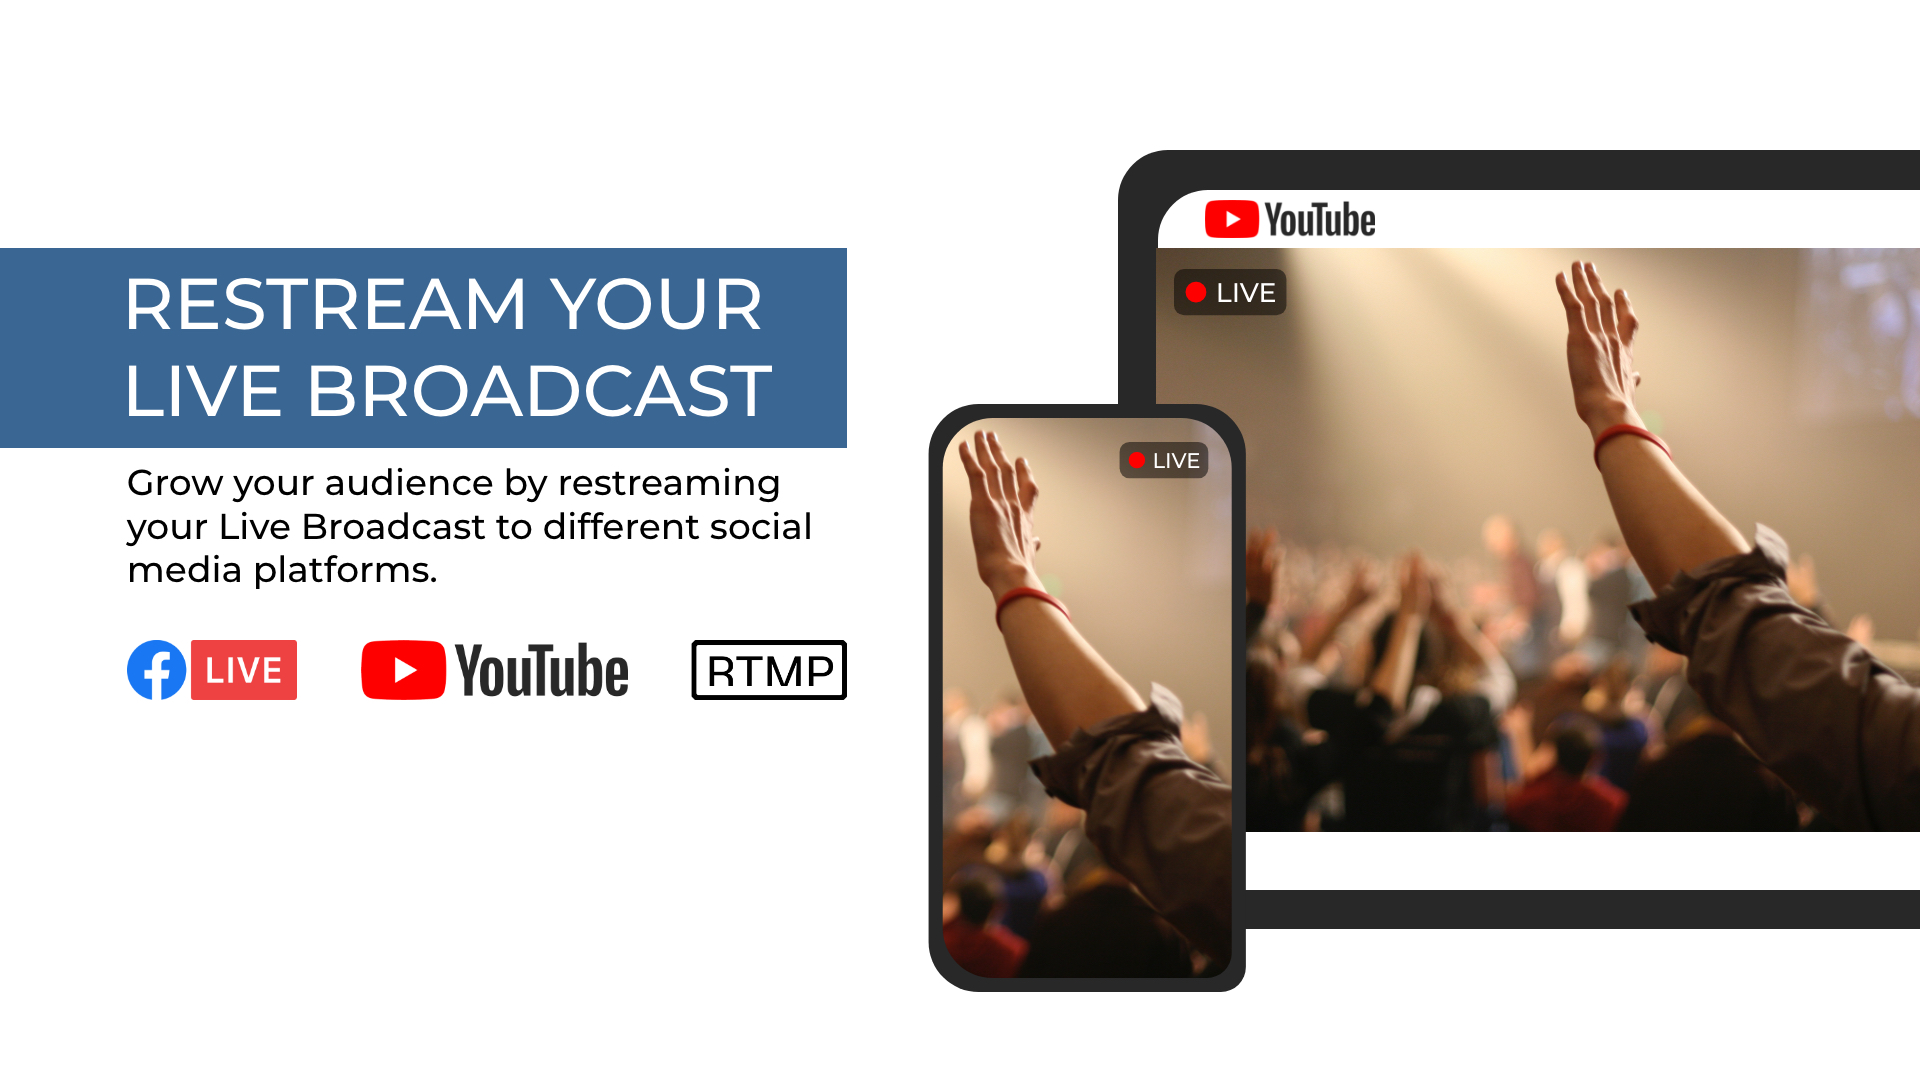 RESTREAM YOUR
LIVE BROADCAST
Grow your audience by restreaming
your Live Broadcast to different social
media platforms.
LIVE
YouTube
RTMP
YouTube
LIVE
LIVE